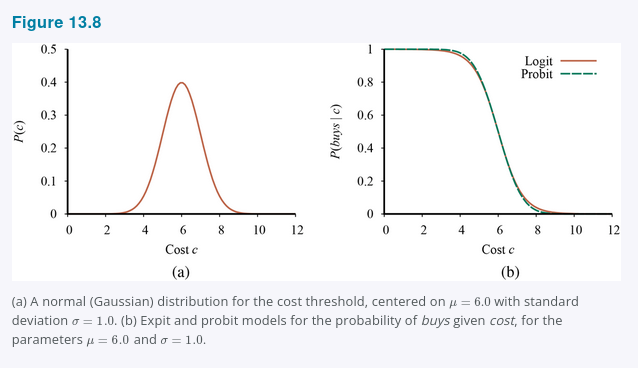 Figure 13.8
0.5
0.4
0.3
0.2
0.1
0
P(c)
0 2 4 6 8 10 12
Cost c
(a)
1
0.8
0.6
0.4
0.2
0
P(buys | c)
Logit
Probit
0 2 4 6 8 10 12
Cost c
(b)
(a) A normal (Gaussian) distribution for the cost threshold, centered on μ = 6.0 with standard
deviation σ = 1.0. (b) Expit and probit models for the probability of buys given cost, for the
parameters μ = 6.0 and σ = 1.0.